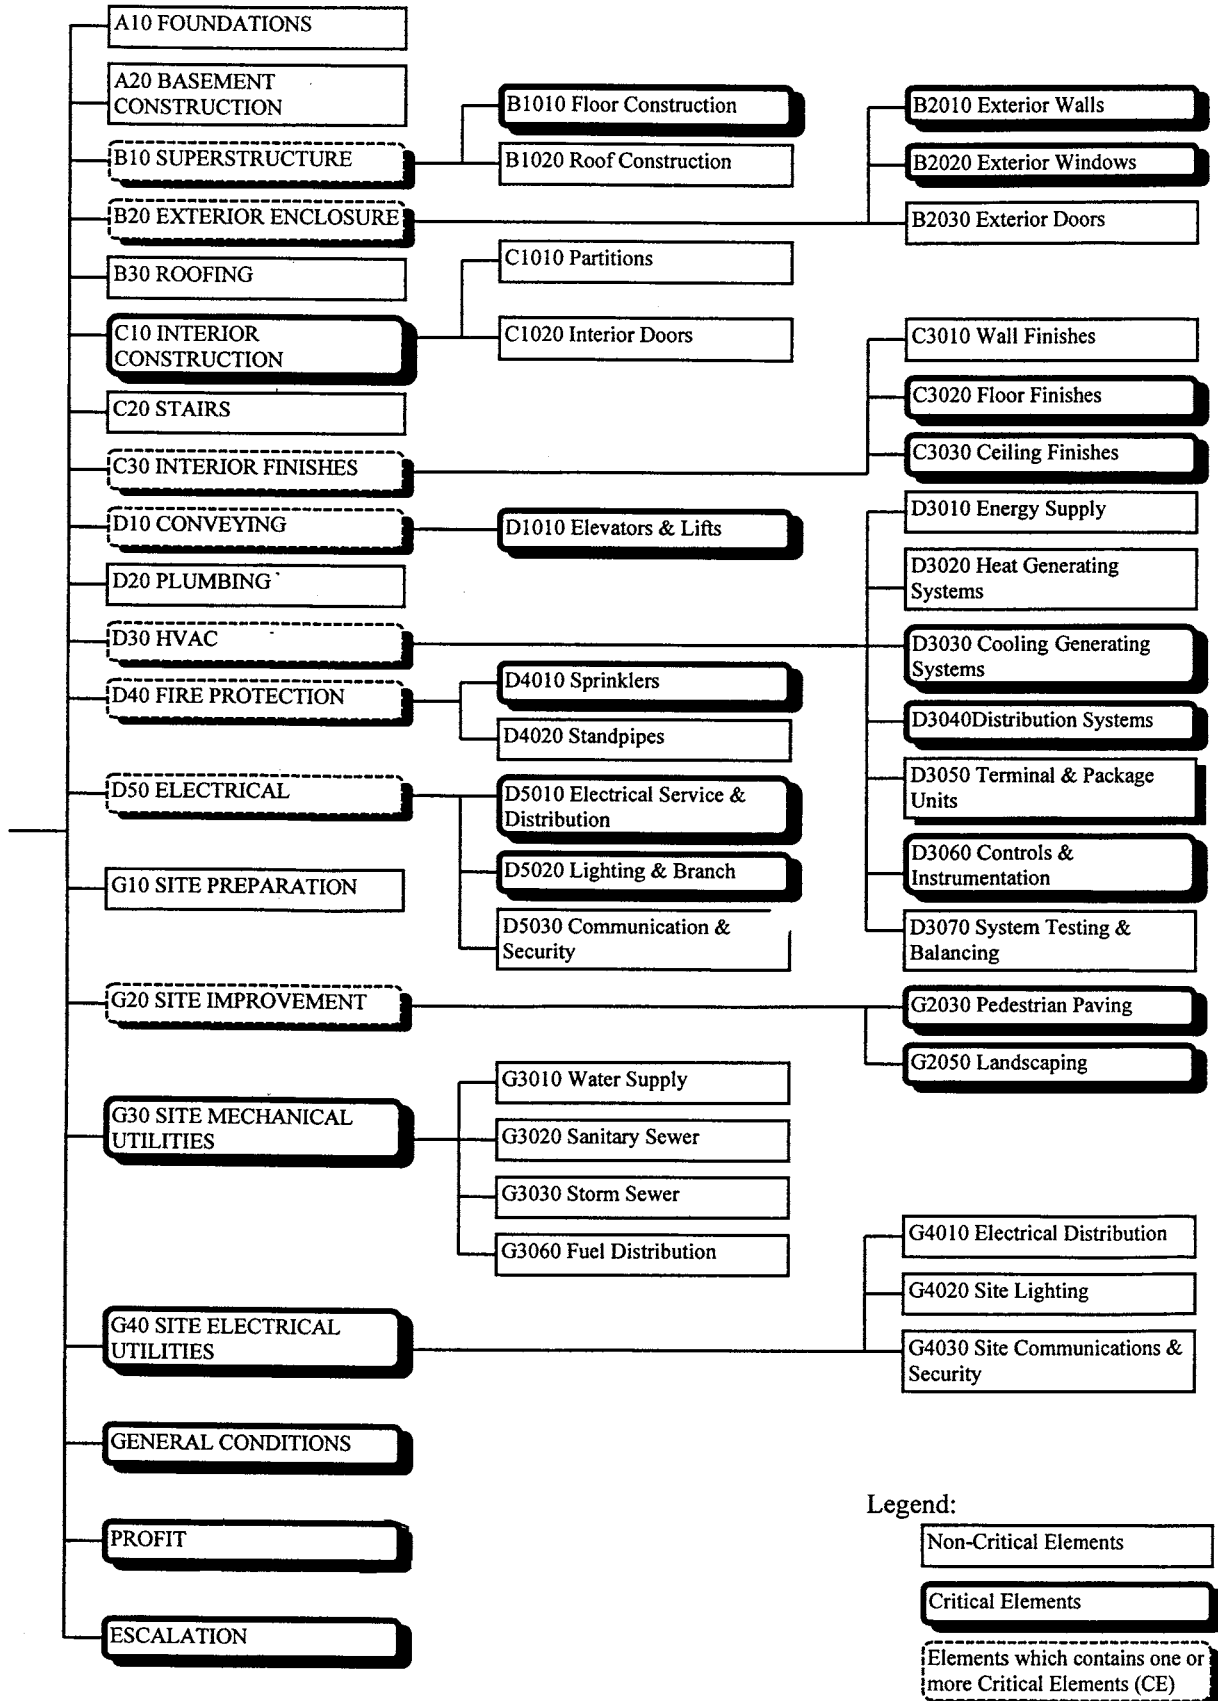 A10 FOUNDATIONS
A20 BASEMENT
CONSTRUCTION
B10 SUPERSTRUCTURE
B20 EXTERIOR ENCLOSURE
B30 ROOFING
C10 INTERIOR
CONSTRUCTION
C20 STAIRS
C30 INTERIOR FINISHES
D10 CONVEYING
D20 PLUMBING
D30 HVAC
D40 FIRE PROTECTION
D50 ELECTRICAL
G10 SITE PREPARATION
G20 SITE IMPROVEMENT
G30 SITE MECHANICAL
UTILITIES
G40 SITE ELECTRICAL
UTILITIES
GENERAL CONDITIONS
PROFIT
ESCALATION
B1010 Floor Construction
B1020 Roof Construction
C1010 Partitions
C1020 Interior Doors
D1010 Elevators & Lifts
D4010 Sprinklers
D4020 Standpipes
D5010 Electrical Service &
Distribution
D5020 Lighting & Branch
D5030 Communication &
Security
G3010 Water Supply
G3020 Sanitary Sewer
G3030 Storm Sewer
G3060 Fuel Distribution
B2010 Exterior Walls
B2020 Exterior Windows
B2030 Exterior Doors
C3010 Wall Finishes
C3020 Floor Finishes
C3030 Ceiling Finishes
D3010 Energy Supply
D3020 Heat Generating
Systems
D3030 Cooling Generating
Systems
D3040Distribution Systems
D3050 Terminal & Package
Units
D3060 Controls &
Instrumentation
D3070 System Testing &
Balancing
G2030 Pedestrian Paving
G2050 Landscaping
G4010 Electrical Distribution
G4020 Site Lighting
G4030 Site Communications &
Security
Legend:
Non-Critical Elements
Critical Elements
Elements which contains one or
more Critical Elements (CE)